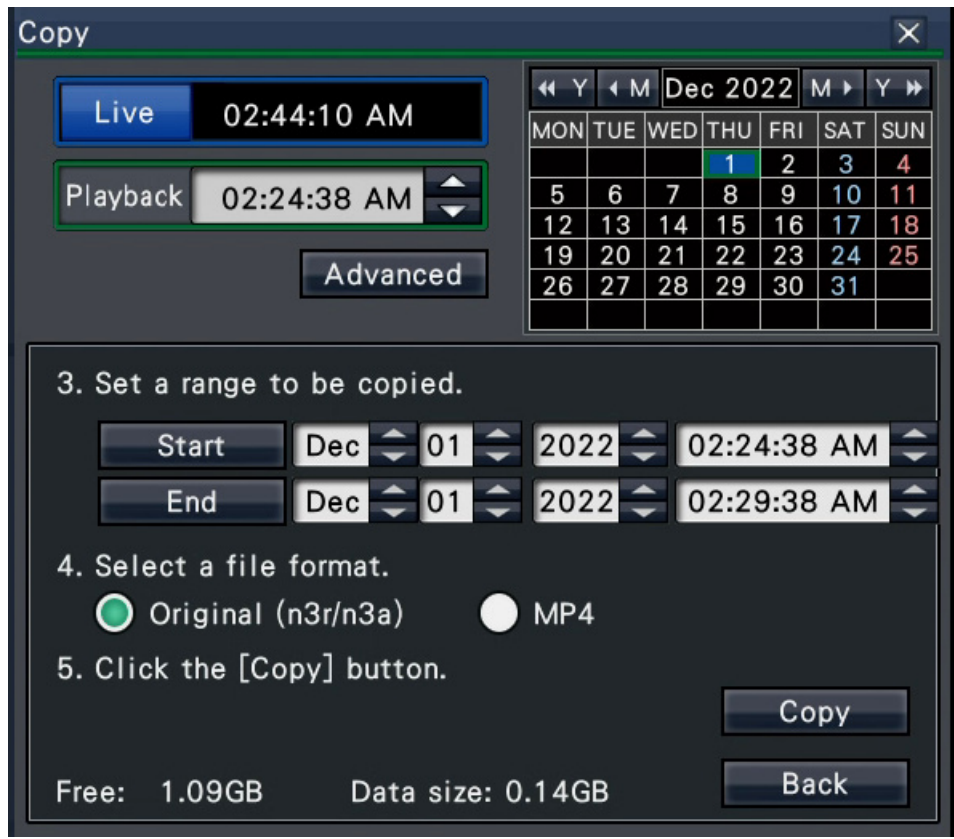 Copy
Live 02:44:10 AM
Playback 02:24:38 AM
Advanced
Y M Dec 2022 M Y
MON TUE WED THU FRI SAT SUN
1 2 3 4
5 6 7 8 9 10 11
12 13 14 15 16 17 18
19 20 21 22 23 24 25
26 27 28 29 30 31
3. Set a range to be copied.
Start Dec 01 2022 02:24:38 AM
End Dec 01 2022 02:29:38 AM
4. Select a file format.
Original (n3r/n3a) MP4
5. Click the [Copy] button.
Copy
Free: 1.09GB Data size: 0.14GB Back